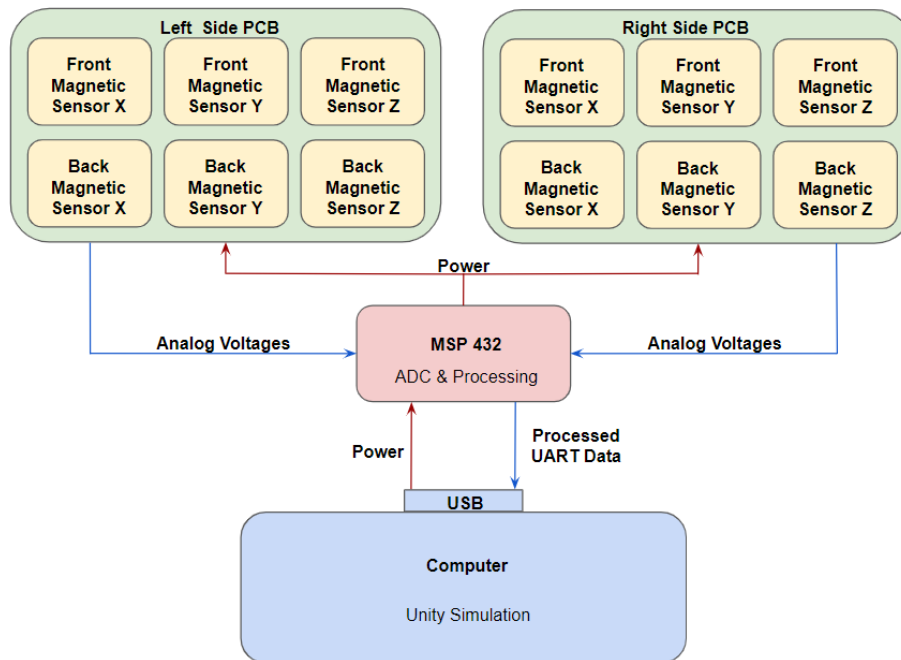 Left Side PCB
Front
Magnetic
Sensor X
Front
Magnetic
Sensor Y
Front
Magnetic
Sensor Z
Back
Magnetic
Sensor X
Back
Magnetic
Sensor Y
Back
Magnetic
Sensor Z
Right Side PCB
Front
Magnetic
Sensor X
Front
Magnetic
Sensor Y
Front
Magnetic
Sensor Z
Back
Magnetic
Sensor X
Back
Magnetic
Sensor Y
Back
Magnetic
Sensor Z
Power
Analog Voltages
MSP 432
ADC & Processing
Analog Voltages
Power
Processed
UART Data
USB
Computer
Unity Simulation